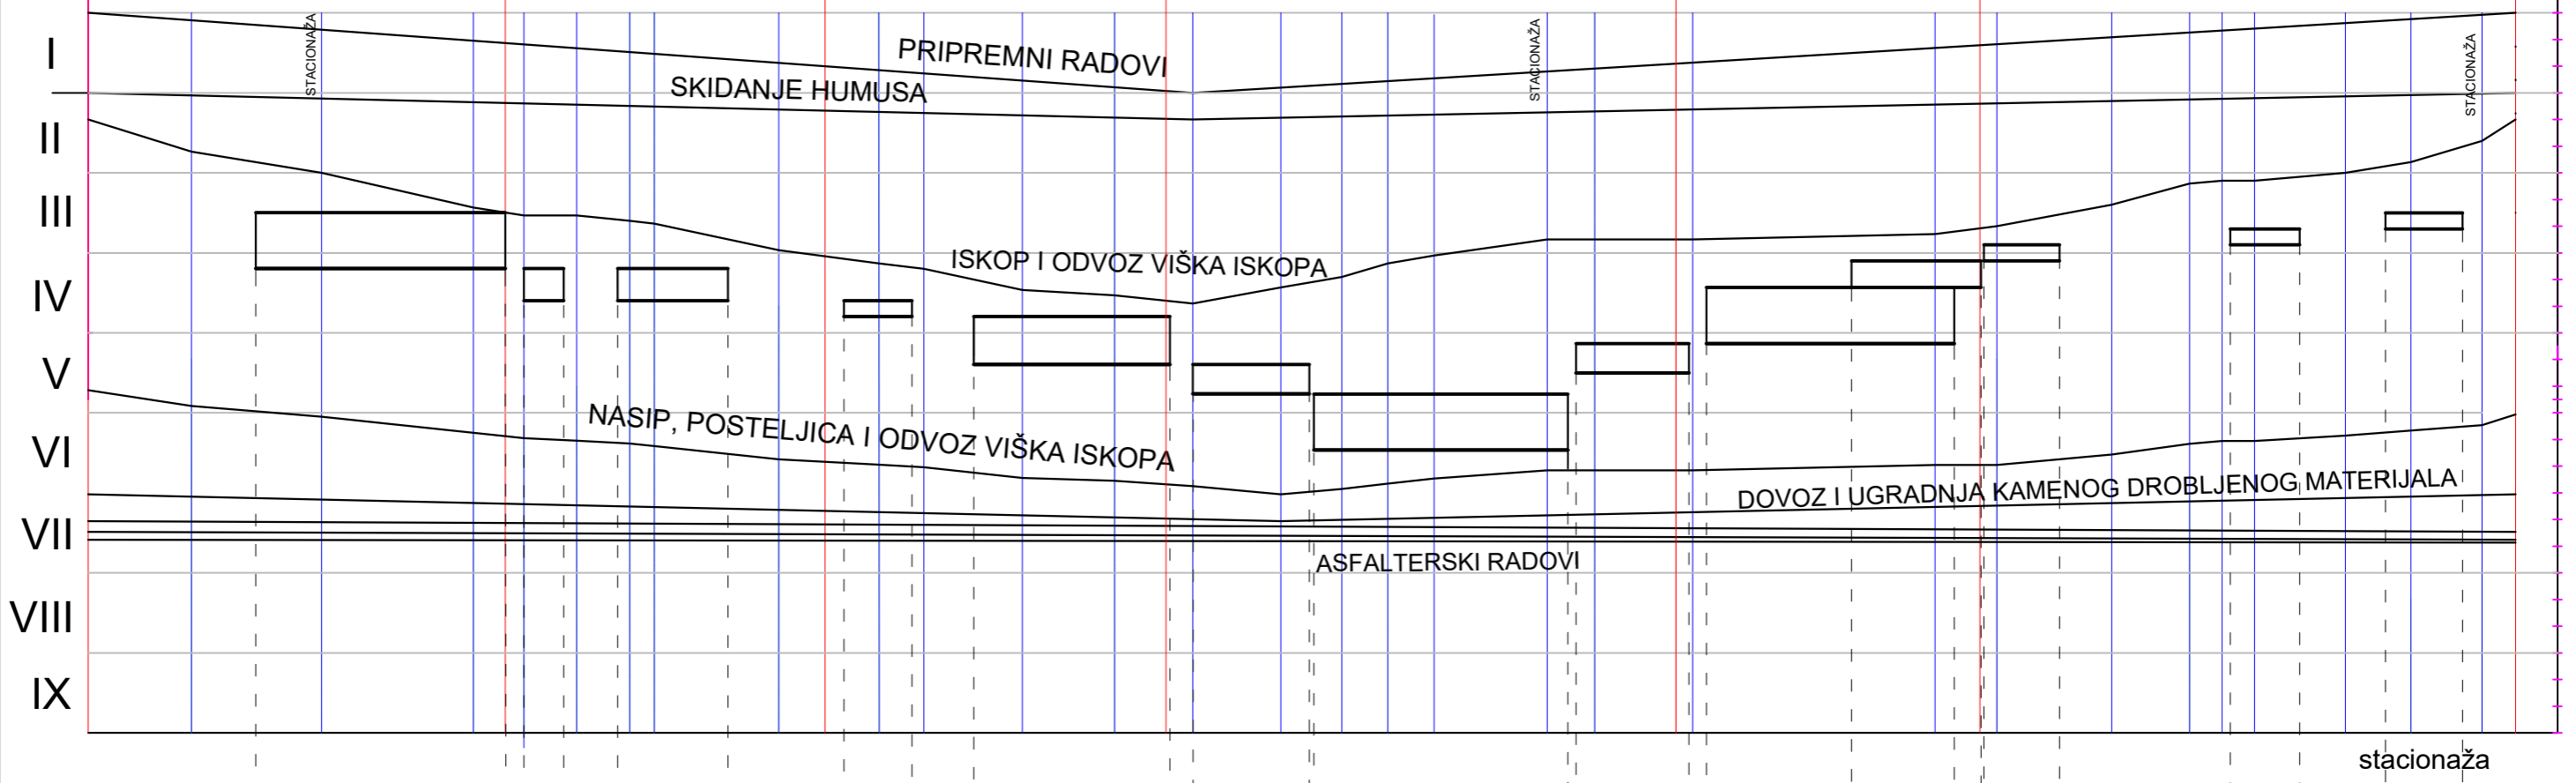 I
STACIONAŽA
PRIPREMNI RADOVI
STACIONAŽA
STACIONAŽA
SKIDANJE HUMUSA
II
III
ISKOP I ODVOZ VIŠKA ISKOPA
IV
V
NASIP, POSTELJICA I ODVOZ VIŠKA ISKOPA
VI
DOVOZ I UGRADNJA KAMENOG DROBLJENOG MATERIJALA
VII
ASFALTERSKI RADOVI
VIII
IX
stacionaža